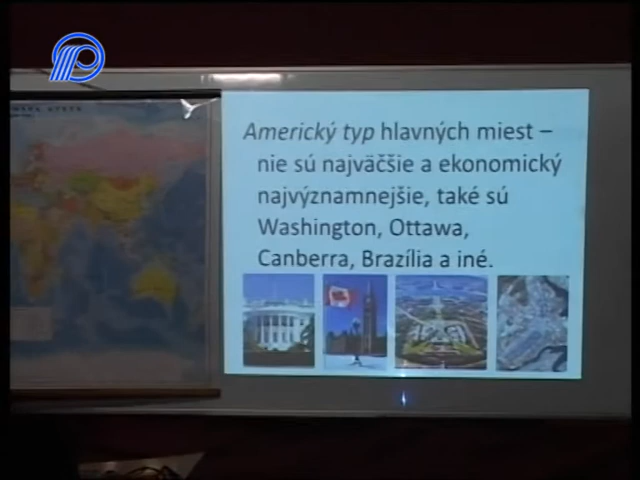 Americký typ hlavných miest –
nie sú najväčšie a ekonomický
najvýznamnejšie, také sú
Washington, Ottawa,
Canberra, Brazília a iné.